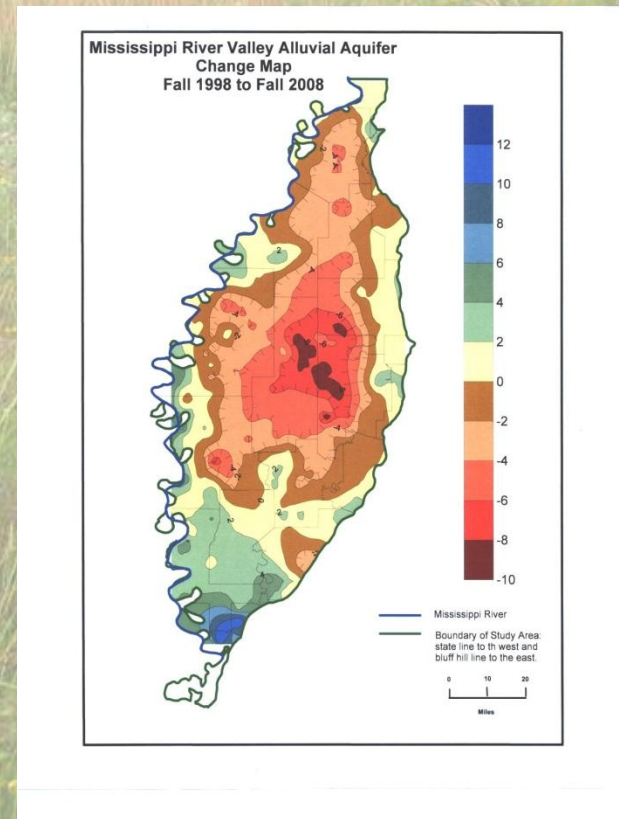 Mississippi River Valley Alluvial Aquifer
Change Map
Fall 1998 to Fall 2008
12
10
8
6
4
2
0
-2
-4
-6
-8
-10
Mississippi River
Boundary of Study Area:
state line to th west and
bluff hill line to the east.
0 10 20
Miles